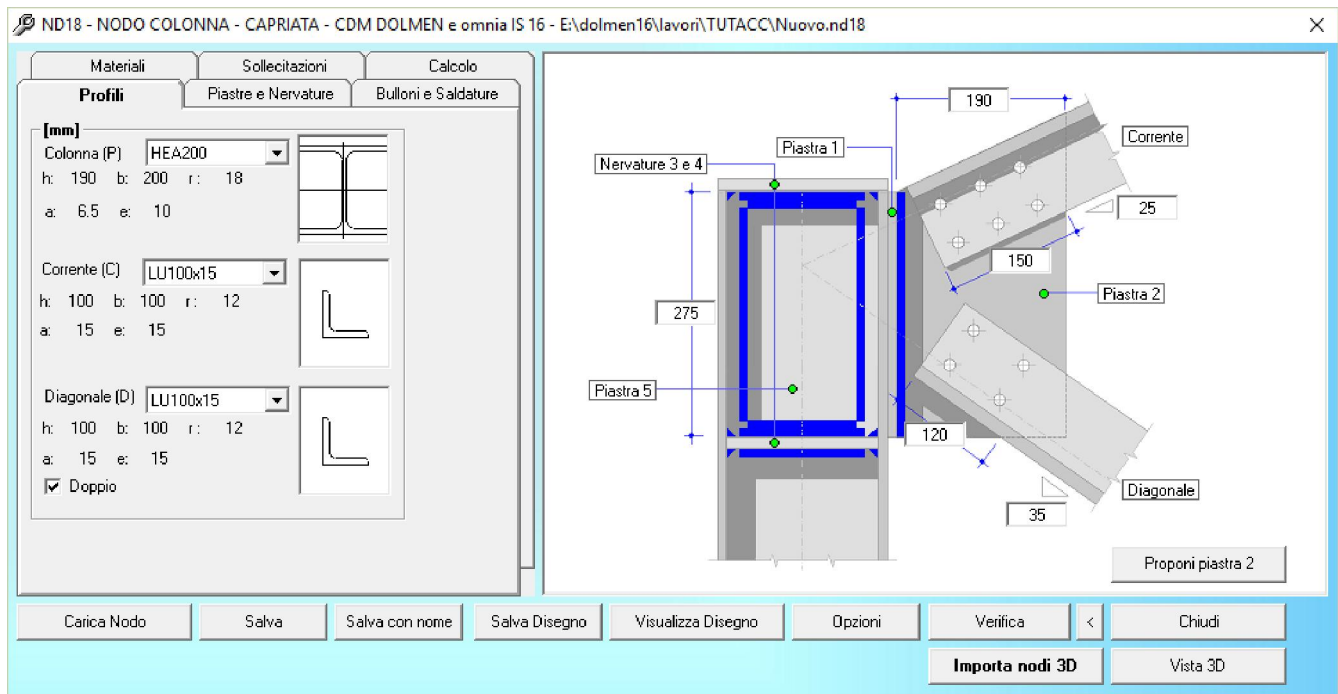 ND18 - NODO COLONNA - CAPRIATA - CDM DOLMEN e omnia IS 16 - E:\dolmen16\lavori\TUTACC\Nuovo.nd18
Materiali Sollecitazioni Calcolo
Profili Piastre e Nervature Bulloni e Saldature
[mm]
Colonna (P) HEA200
h: 190 b: 200 r: 18
a: 6.5 e: 10
Corrente (C) LU100x15
h: 100 b: 100 r: 12
a: 15 e: 15
Diagonale (D) LU100x15
h: 100 b: 100 r: 12
a: 15 e: 15
Doppio
190
Corrente
Piastra 1
Nervature 3 e 4
25
150
Piastra 2
275
Piastra 5
120
Diagonale
35
Proponi piastra 2
Carica Nodo Salva Salva con nome Salva Disegno Visualizza Disegno Opzioni Verifica < Chiudi
Importa nodi 3D Vista 3D